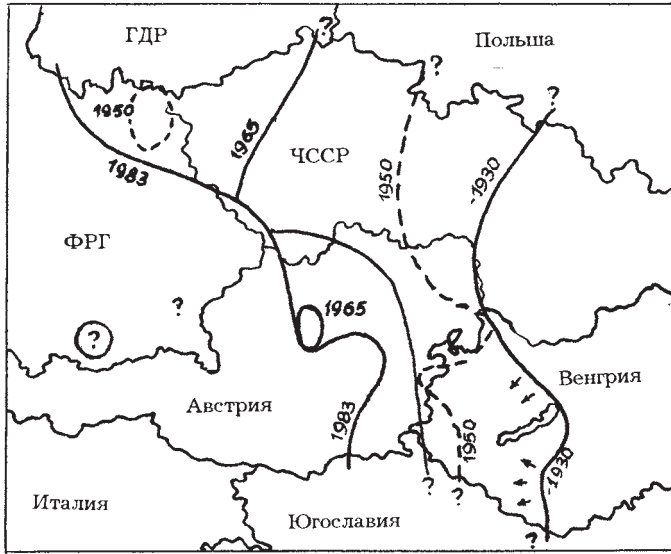 ГДР
Польша
?
?
?
1950
1965
ЧССР
1983
1950
-1930
ФРГ
?
1965
?
Венгрия
Австрия
1983
1950
-1930
?
?
Италия
Югославия
?